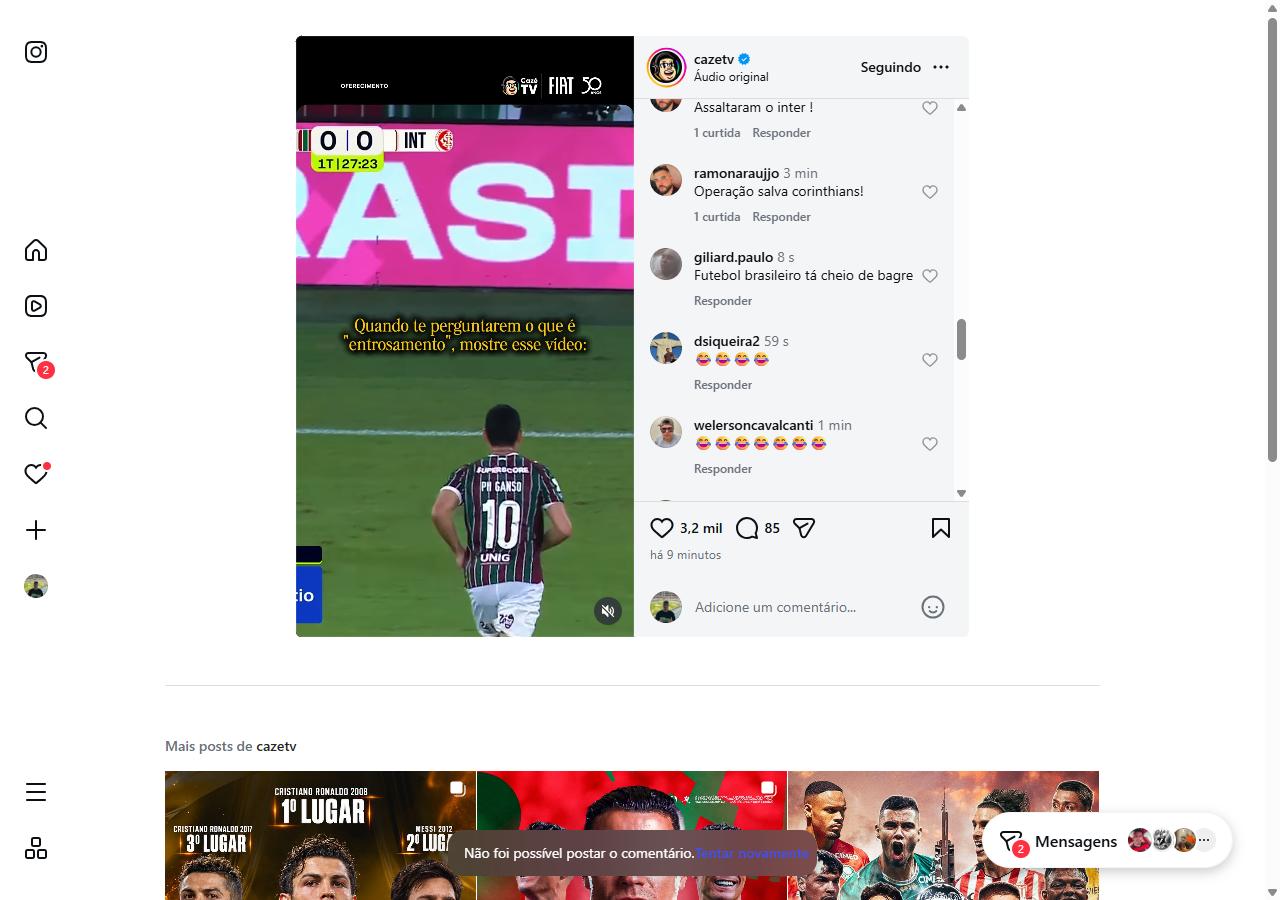 OFERECIMENTO
Cazé TV
FIAT 50 ANOS
0 0 INT
1T 27:23
RASI
Quando te perguntarem o que é
"entrosamento", mostre esse vídeo:
SUPERSCORE
PH GANSO
10
UNIG
tio
cazetv
Áudio original
Seguindo
Assaltaram o inter !
1 curtida Responder
ramonaraujjo 3 min
Operação salva corinthians!
1 curtida Responder
giliard.paulo 8 s
Futebol brasileiro tá cheio de bagre
Responder
dsiqueira2 59 s
😂😂😂😂
Responder
welersoncavalcanti 1 min
😂😂😂😂😂😂😂
Responder
3,2 mil 85
há 9 minutos
Adicione um comentário...
2
Mais posts de cazetv
CRISTIANO RONALDO 2008
1º LUGAR
CRISTIANO RONALDO 2017
3º LUGAR
MESSI 2012
2º LUG
CIMED
CIMED
Não foi possível postar o comentário. Tentar novamente
2
Mensagens